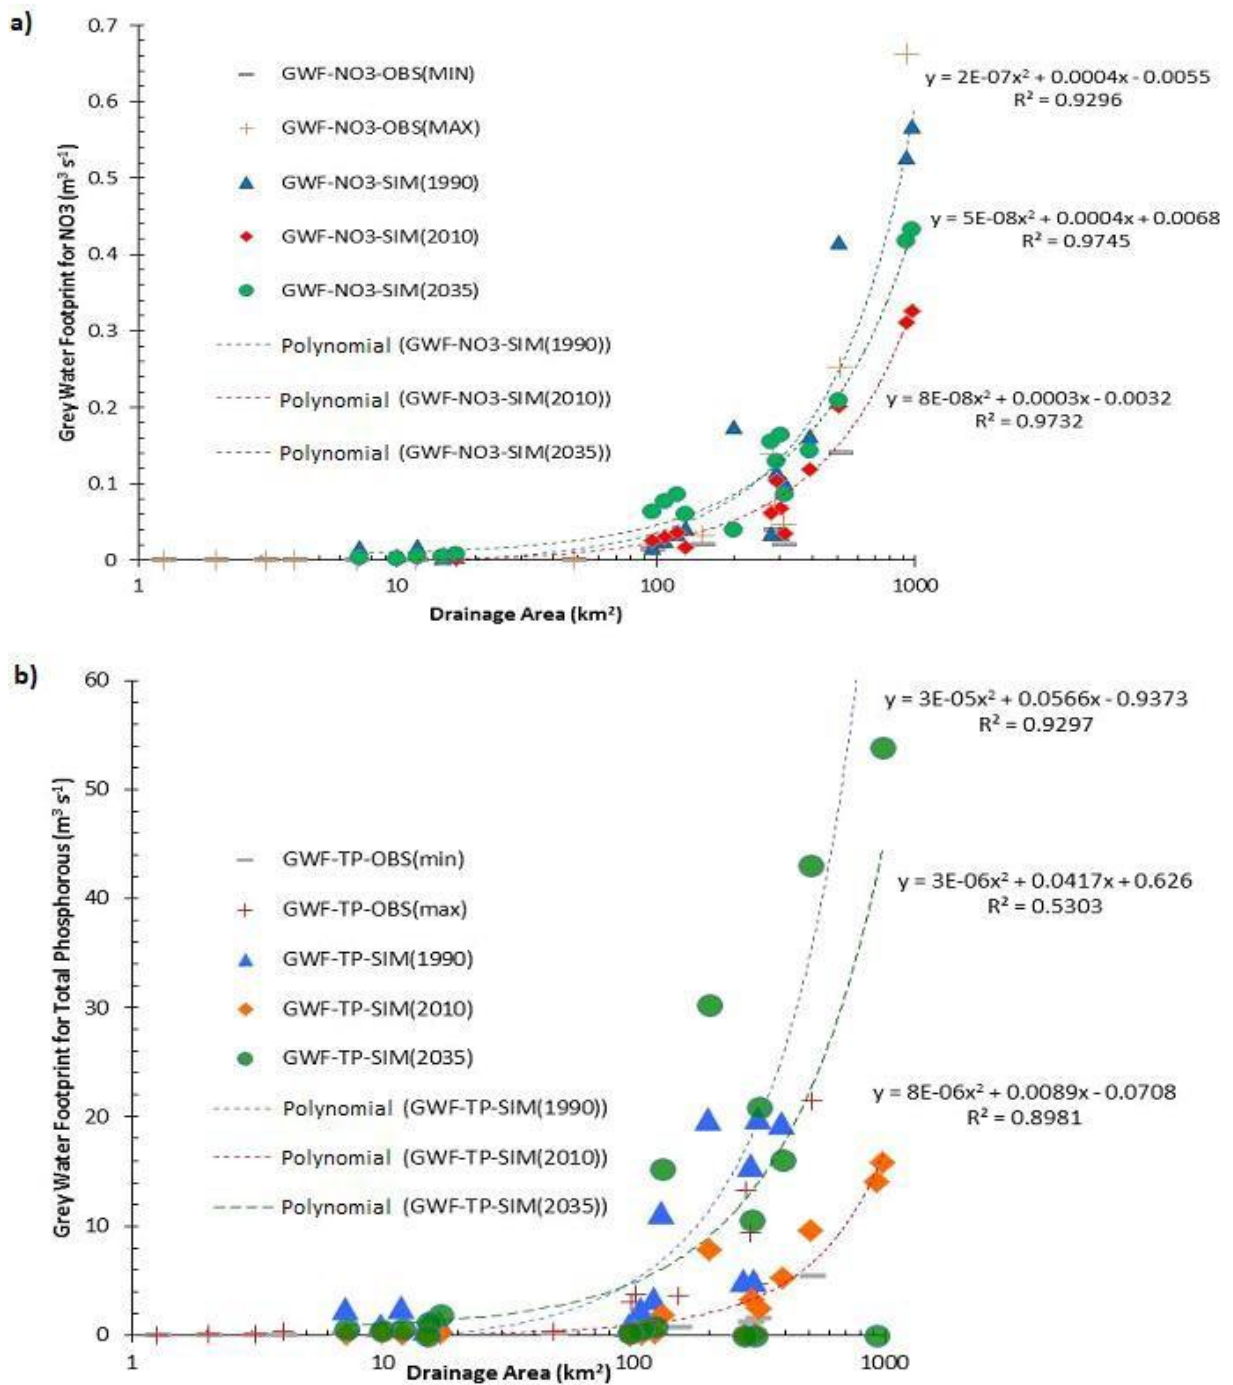 a)
0.7
0.6
0.5
0.4
0.3
0.2
0.1
0
Grey Water Footprint for NO3 (m³ s⁻¹)
GWF-NO3-OBS(MIN)
GWF-NO3-OBS(MAX)
GWF-NO3-SIM(1990)
GWF-NO3-SIM(2010)
GWF-NO3-SIM(2035)
Polynomial (GWF-NO3-SIM(1990))
Polynomial (GWF-NO3-SIM(2010))
Polynomial (GWF-NO3-SIM(2035))
y = 2E-07x² + 0.0004x - 0.0055
R² = 0.9296
y = 5E-08x² + 0.0004x + 0.0068
R² = 0.9745
y = 8E-08x² + 0.0003x - 0.0032
R² = 0.9732
1 10 100 1000
Drainage Area (km²)
b)
60
50
40
30
20
10
0
Grey Water Footprint for Total Phosphorous (m³ s⁻¹)
GWF-TP-OBS(min)
GWF-TP-OBS(max)
GWF-TP-SIM(1990)
GWF-TP-SIM(2010)
GWF-TP-SIM(2035)
Polynomial (GWF-TP-SIM(1990))
Polynomial (GWF-TP-SIM(2010))
Polynomial (GWF-TP-SIM(2035))
y = 3E-05x² + 0.0566x - 0.9373
R² = 0.9297
y = 3E-06x² + 0.0417x + 0.626
R² = 0.5303
y = 8E-06x² + 0.0089x - 0.0708
R² = 0.8981
1 10 100 1000
Drainage Area (km²)